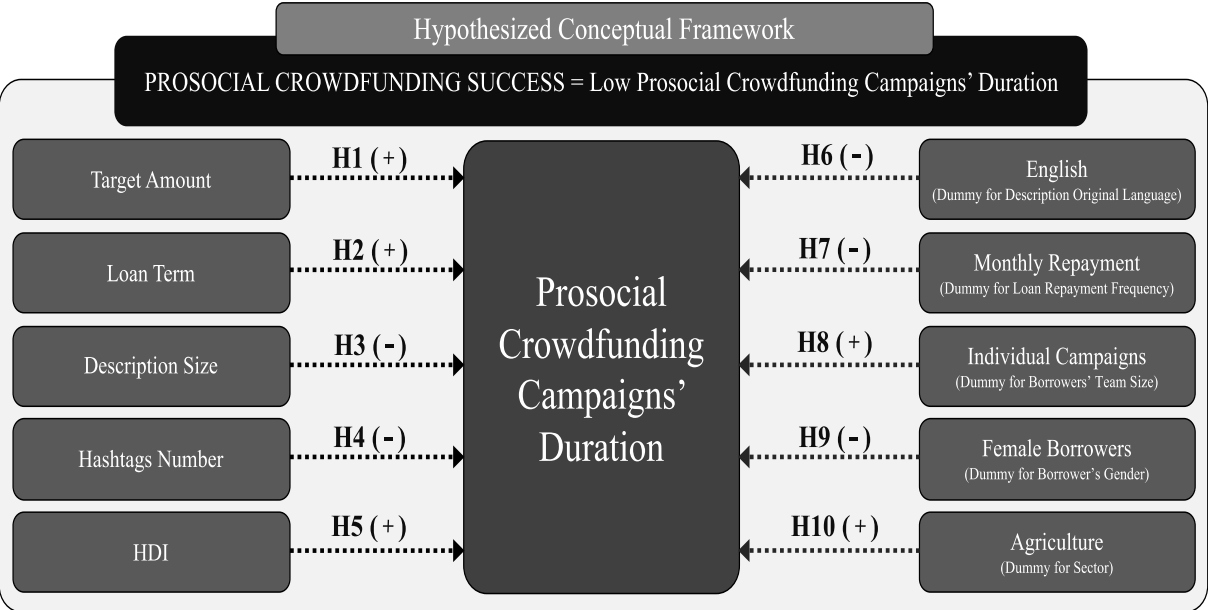 Hypothesized Conceptual Framework
PROSOCIAL CROWDFUNDING SUCCESS = Low Prosocial Crowdfunding Campaigns’ Duration
Target Amount
H1 (+)
Loan Term
H2 (+)
Description Size
H3 (-)
Hashtags Number
H4 (-)
HDI
H5 (+)
Prosocial
Crowdfunding
Campaigns’
Duration
H6 (-)
English
(Dummy for Description Original Language)
H7 (-)
Monthly Repayment
(Dummy for Loan Repayment Frequency)
H8 (+)
Individual Campaigns
(Dummy for Borrowers’ Team Size)
H9 (-)
Female Borrowers
(Dummy for Borrower’s Gender)
H10 (+)
Agriculture
(Dummy for Sector)